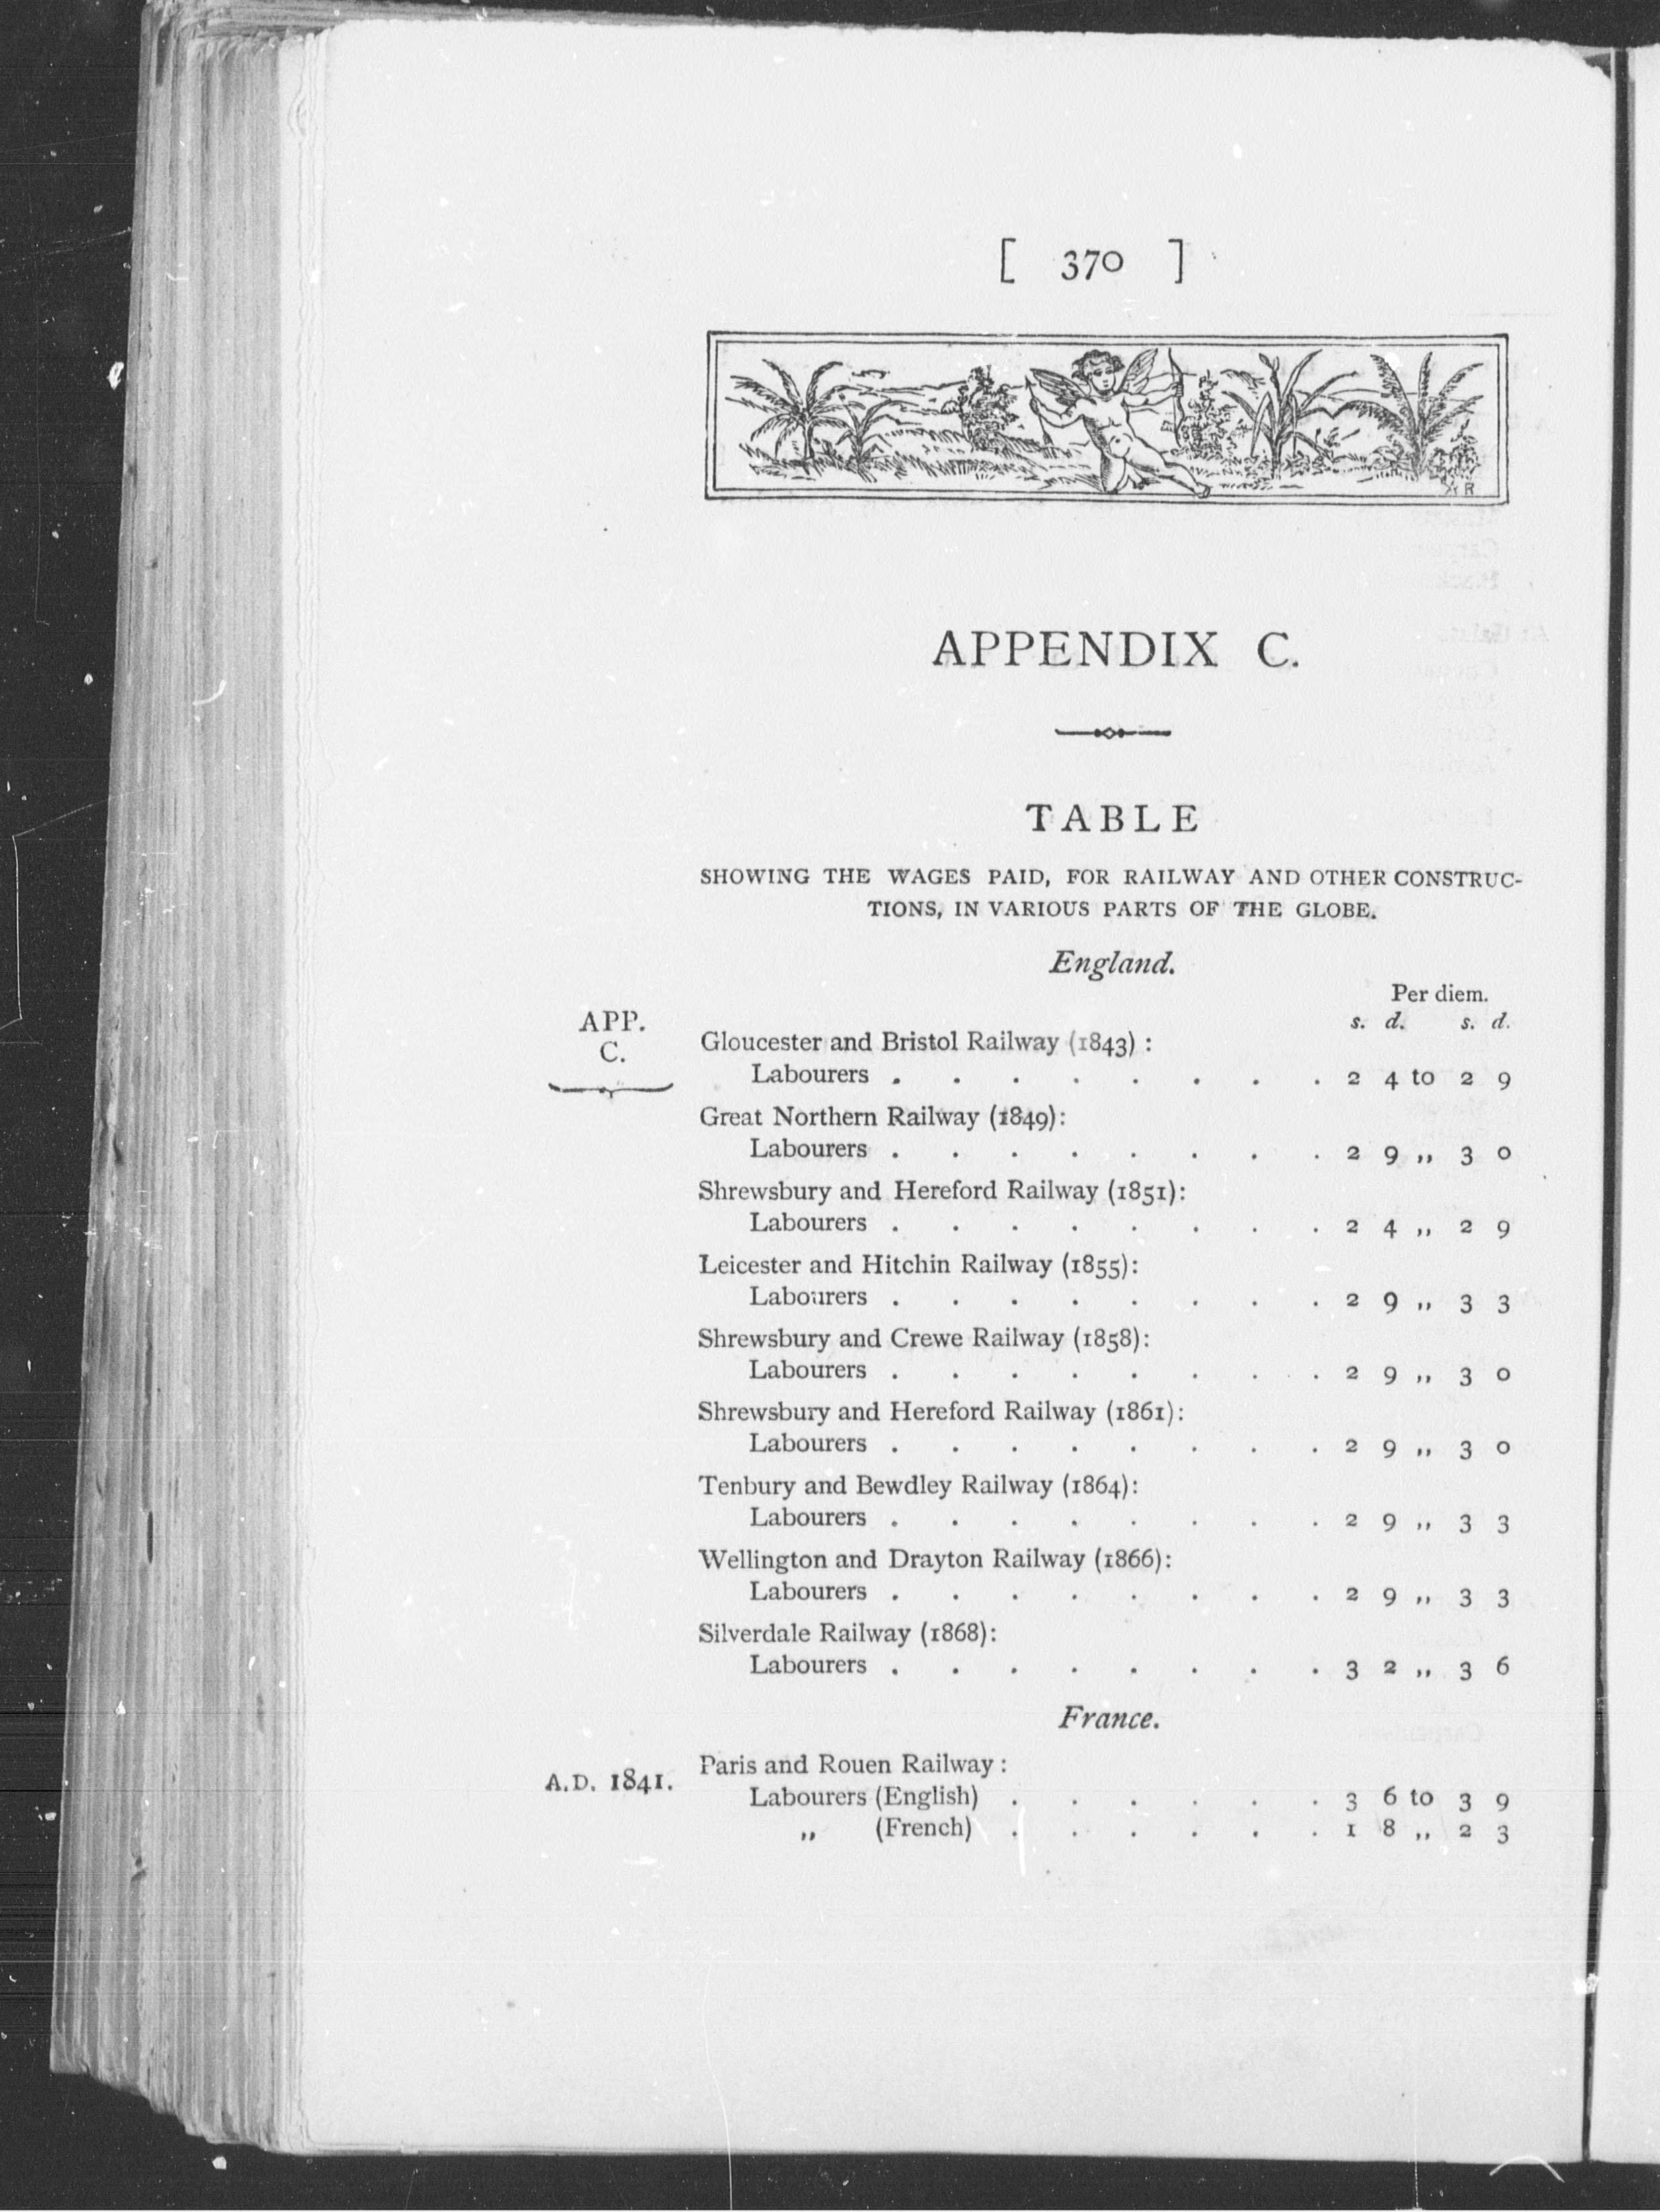 [ 370 ]
XR
APPENDIX C.
TABLE
SHOWING THE WAGES PAID, FOR RAILWAY AND OTHER CONSTRUC-
TIONS, IN VARIOUS PARTS OF THE GLOBE.
England.
Per diem.
s. d. s. d.
APP.
C.
Gloucester and Bristol Railway (1843) :
Labourers . . . . . . . . 2 4 to 2 9
Great Northern Railway (1849):
Labourers . . . . . . . . 2 9 ,, 3 0
Shrewsbury and Hereford Railway (1851):
Labourers . . . . . . . . 2 4 ,, 2 9
Leicester and Hitchin Railway (1855):
Labourers . . . . . . . . 2 9 ,, 3 3
Shrewsbury and Crewe Railway (1858):
Labourers . . . . . . . . 2 9 ,, 3 0
Shrewsbury and Hereford Railway (1861):
Labourers . . . . . . . . 2 9 ,, 3 0
Tenbury and Bewdley Railway (1864):
Labourers . . . . . . . . 2 9 ,, 3 3
Wellington and Drayton Railway (1866):
Labourers . . . . . . . . 2 9 ,, 3 3
Silverdale Railway (1868):
Labourers . . . . . . . . 3 2 ,, 3 6
France.
A.D. 1841.
Paris and Rouen Railway :
Labourers (English) . . . . . . 3 6 to 3 9
,, (French) . . . . . . 1 8 ,, 2 3